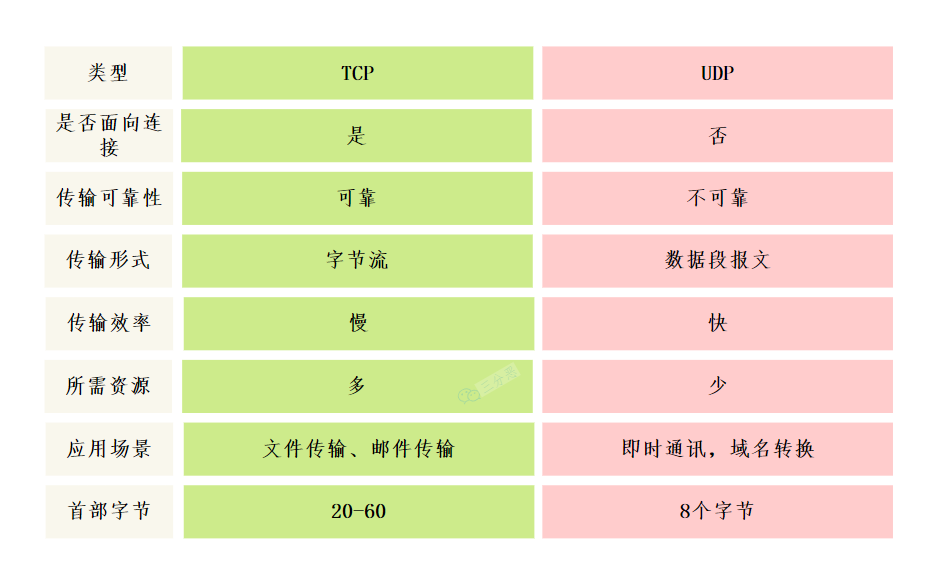 类型 TCP UDP
是否面向连
接 是 否
传输可靠性 可靠 不可靠
传输形式 字节流 数据段报文
传输效率 慢 快
所需资源 多 少
三分恶
应用场景 文件传输、邮件传输 即时通讯，域名转换
首部字节 20-60 8个字节